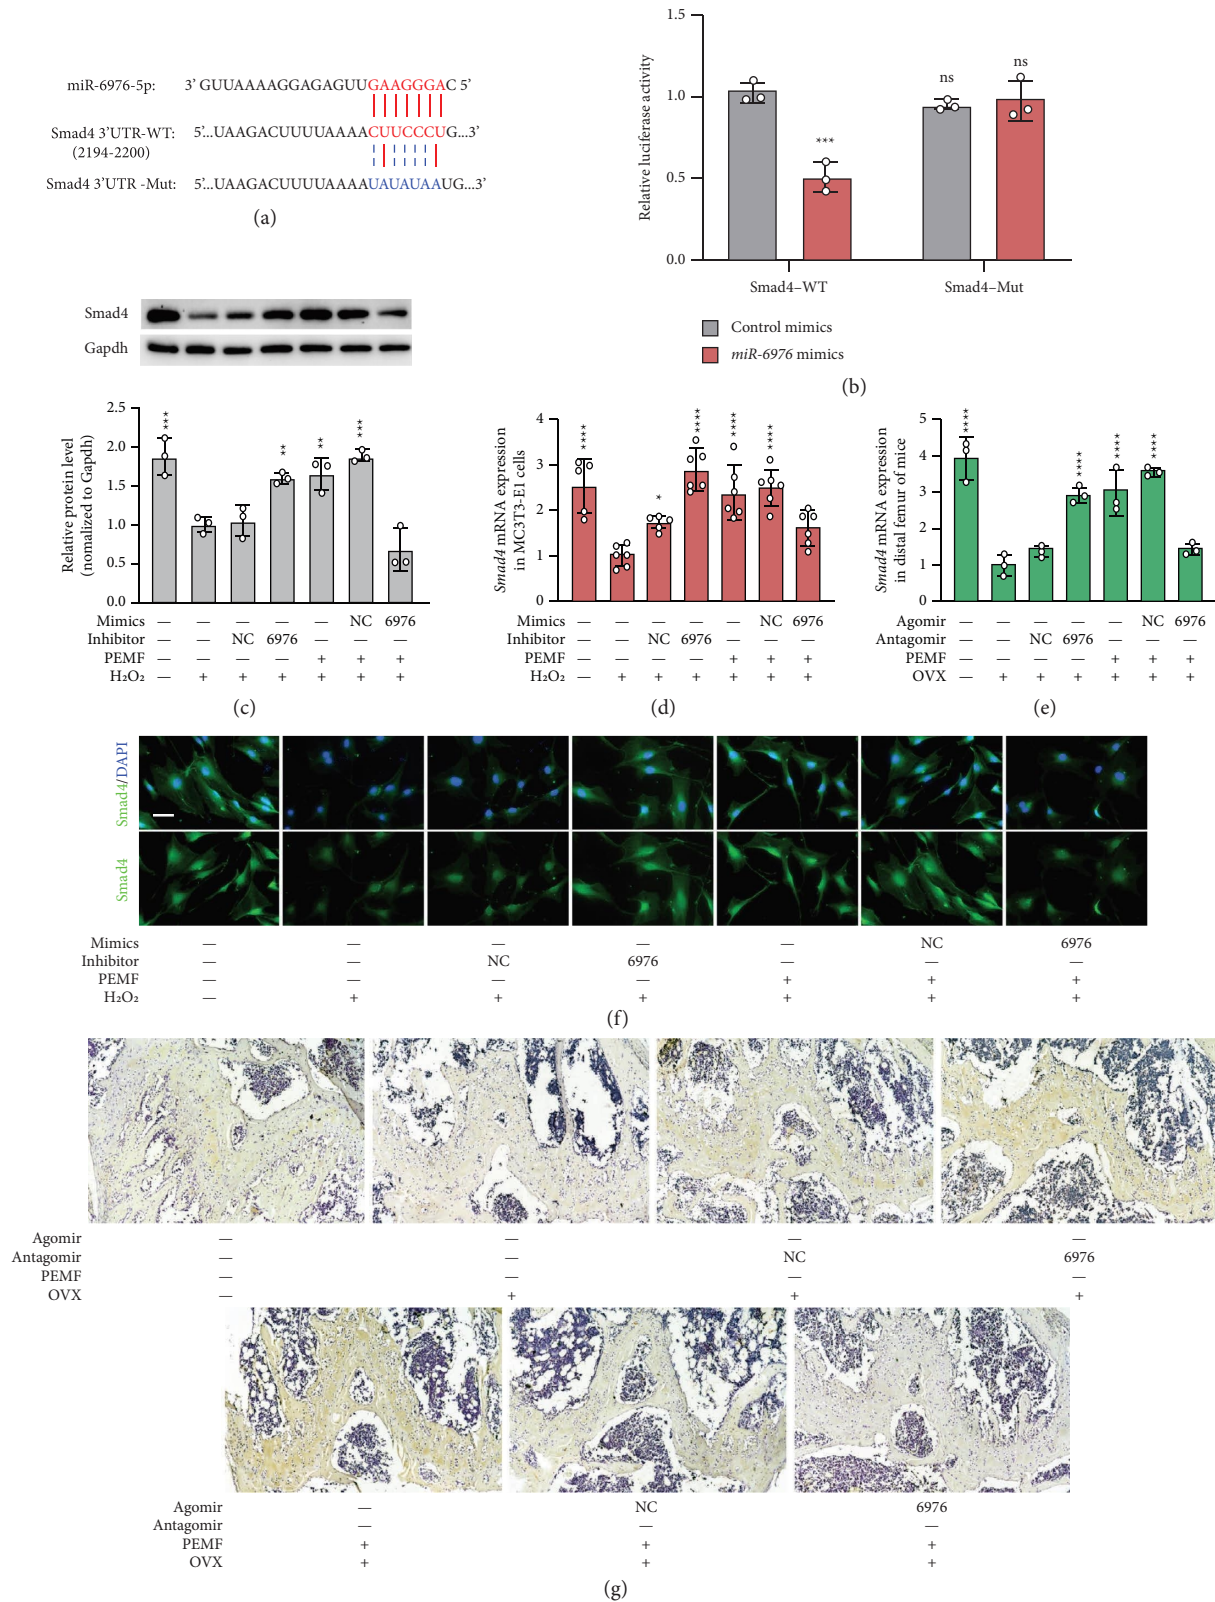 miR-6976-5p: 3' GUUAAAAGGAGAGUUGAAGGGAC 5'
Smad4 3'UTR-WT: 5'...UAAGACUUUUAAAACUUCCCUG...3'
(2194-2200)
Smad4 3'UTR -Mut: 5'...UAAGACUUUUAAAAUAUAUAAUG...3'
(a)
Relative luciferase activity
1.5
1.0
0.5
0.0
***
ns
ns
Smad4–WT Smad4–Mut
Control mimics
miR-6976 mimics
(b)
Smad4
Gapdh
Relative protein level
(nomalized to Gapdh)
2.5
2.0
1.5
1.0
0.5
0.0
*** ** ** ***
Mimics — — — — — NC 6976
Inhibitor — — NC 6976 — — —
PEMF — — — — + + +
H2O2 — + + + + + +
(c)
Smad4 mRNA expression
in MC3T3-E1 cells
4
3
2
1
0
**** * **** **** ****
Mimics — — — — — NC 6976
Inhibitor — — NC 6976 — — —
PEMF — — — — + + +
H2O2 — + + + + + +
(d)
Smad4 mRNA expression
in distal femur of mice
5
4
3
2
1
0
**** **** **** ****
Agomir — — — — — NC 6976
Antagomir — — NC 6976 — — —
PEMF — — — — + + +
OVX — + + + + + +
(e)
Smad4/DAPI
Smad4
Mimics — — — — — NC 6976
Inhibitor — — NC 6976 — — —
PEMF — — — — + + +
H2O2 — + + + + + +
(f)
Agomir — — — —
Antagomir — — NC 6976
PEMF — — — —
OVX — + + +
Agomir — NC 6976
Antagomir — — —
PEMF + + +
OVX + + +
(g)